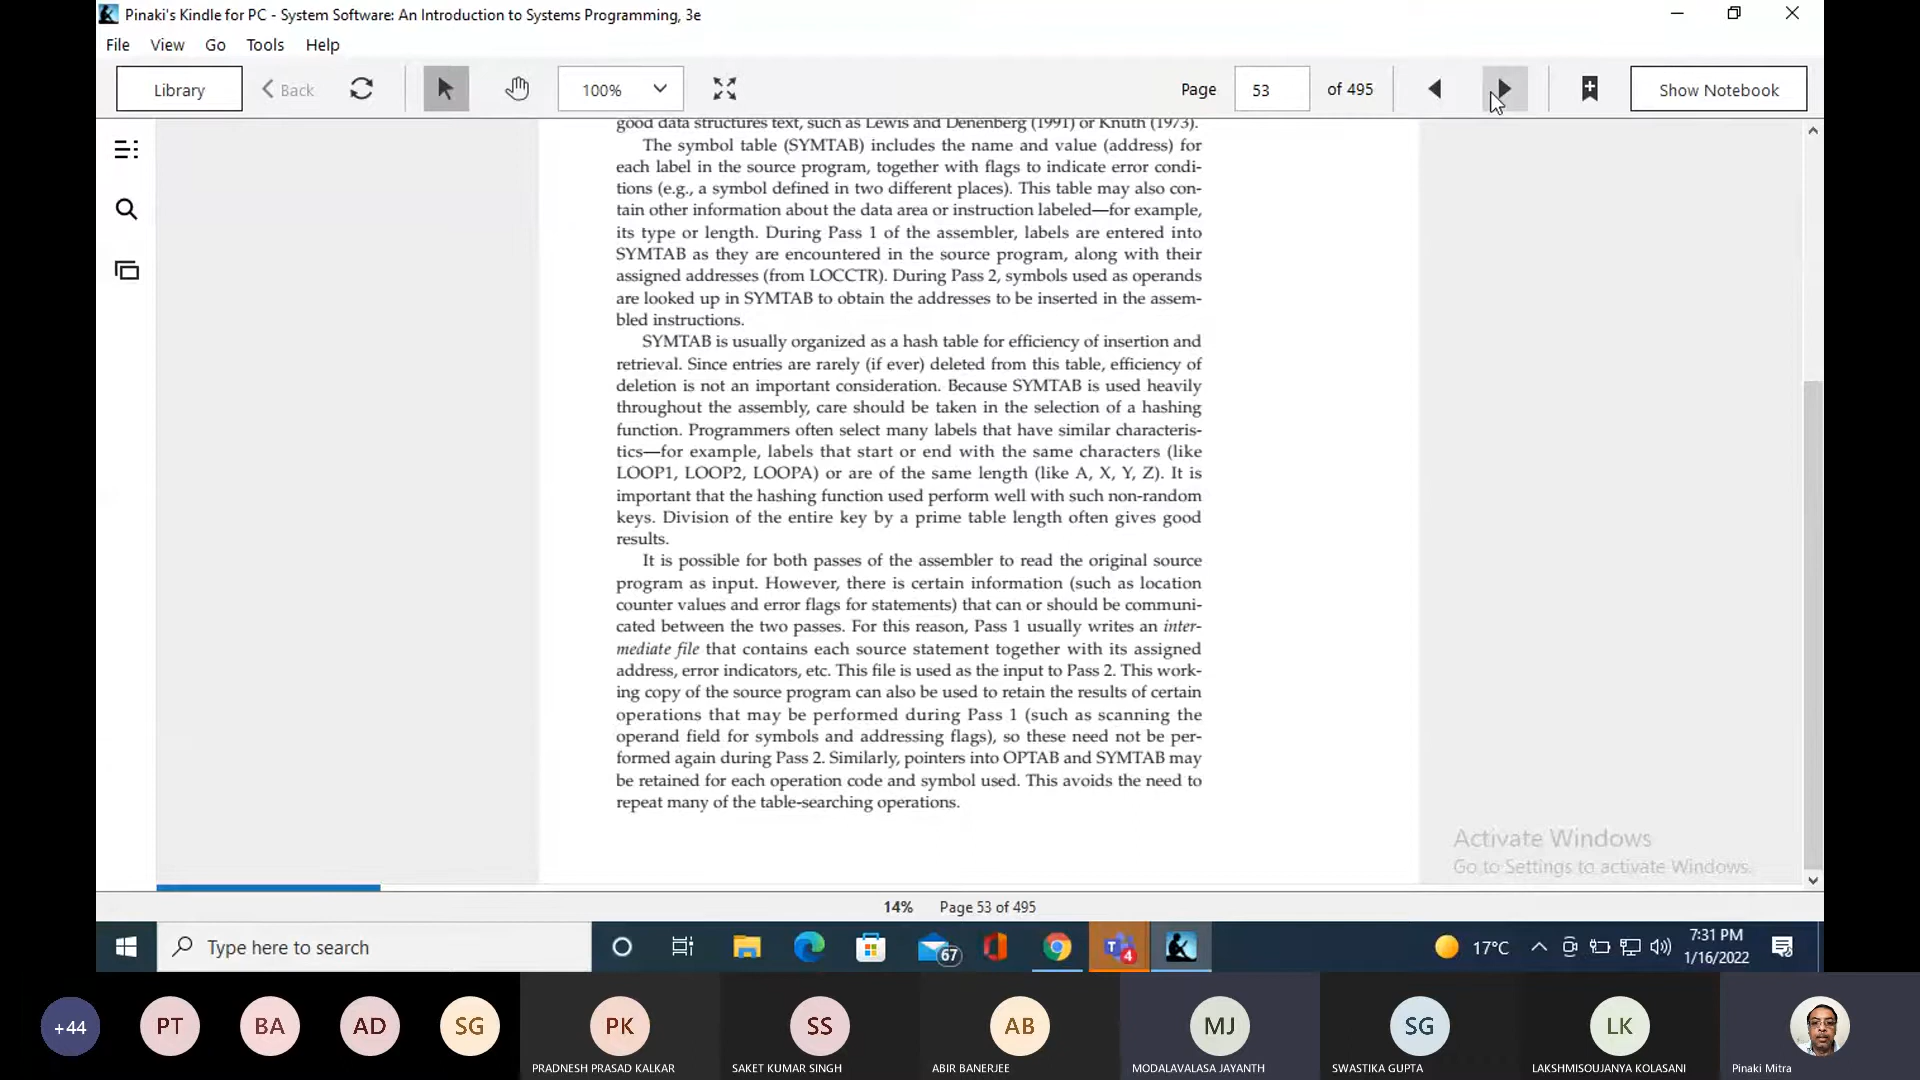 Pinaki's Kindle for PC - System Software: An Introduction to Systems Programming, 3e
File View Go Tools Help
Library Back 100% Page 53 of 495 Show Notebook
good data structures text, such as Lewis and Denenberg (1991) or Knuth (1973).
The symbol table (SYMTAB) includes the name and value (address) for
each label in the source program, together with flags to indicate error condi-
tions (e.g., a symbol defined in two different places). This table may also con-
tain other information about the data area or instruction labeled—for example,
its type or length. During Pass 1 of the assembler, labels are entered into
SYMTAB as they are encountered in the source program, along with their
assigned addresses (from LOCCTR). During Pass 2, symbols used as operands
are looked up in SYMTAB to obtain the addresses to be inserted in the assem-
bled instructions.
SYMTAB is usually organized as a hash table for efficiency of insertion and
retrieval. Since entries are rarely (if ever) deleted from this table, efficiency of
deletion is not an important consideration. Because SYMTAB is used heavily
throughout the assembly, care should be taken in the selection of a hashing
function. Programmers often select many labels that have similar characteris-
tics—for example, labels that start or end with the same characters (like
LOOP1, LOOP2, LOOPA) or are of the same length (like A, X, Y, Z). It is
important that the hashing function used perform well with such non-random
keys. Division of the entire key by a prime table length often gives good
results.
It is possible for both passes of the assembler to read the original source
program as input. However, there is certain information (such as location
counter values and error flags for statements) that can or should be communi-
cated between the two passes. For this reason, Pass 1 usually writes an inter-
mediate file that contains each source statement together with its assigned
address, error indicators, etc. This file is used as the input to Pass 2. This work-
ing copy of the source program can also be used to retain the results of certain
operations that may be performed during Pass 1 (such as scanning the
operand field for symbols and addressing flags), so these need not be per-
formed again during Pass 2. Similarly, pointers into OPTAB and SYMTAB may
be retained for each operation code and symbol used. This avoids the need to
repeat many of the table-searching operations.
Activate Windows
Go to Settings to activate Windows.
14% Page 53 of 495
Type here to search 67 T 4 17°C 7:31 PM
1/16/2022
+44 PT BA AD SG PK SS AB MJ SG LK
PRADNESH PRASAD KALKAR SAKET KUMAR SINGH ABIR BANERJEE MODALAVALASA JAYANTH SWASTIKA GUPTA LAKSHMISOUJANYA KOLASANI Pinaki Mitra